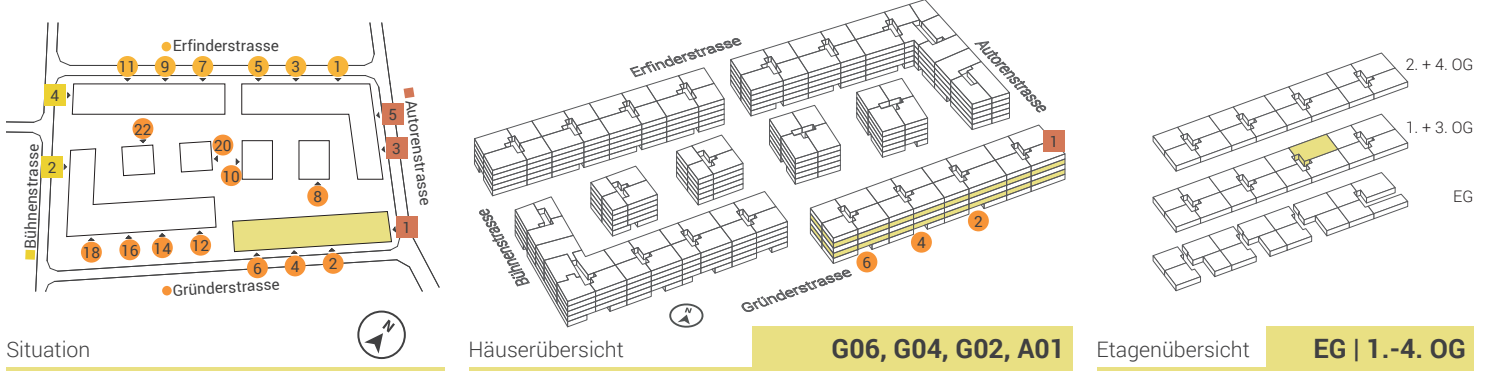 Erfinderstrasse
11 9 7 5 3 1
4
5
Autorenstrasse
22
20
3
2
10
8
Bühnenstrasse
1
18 16 14 12
6 4 2
Gründerstrasse
N
Situation
Erfinderstrasse
Autorenstrasse
1
Bühnenstrasse
2
4
6
Gründerstrasse
N
Häuserübersicht
G06, G04, G02, A01
2. + 4. OG
1. + 3. OG
EG
Etagenübersicht
EG | 1.-4. OG